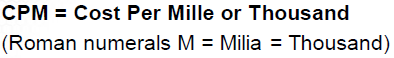 CPM = Cost Per Mille or Thousand
(Roman numerals M = Milia = Thousand)